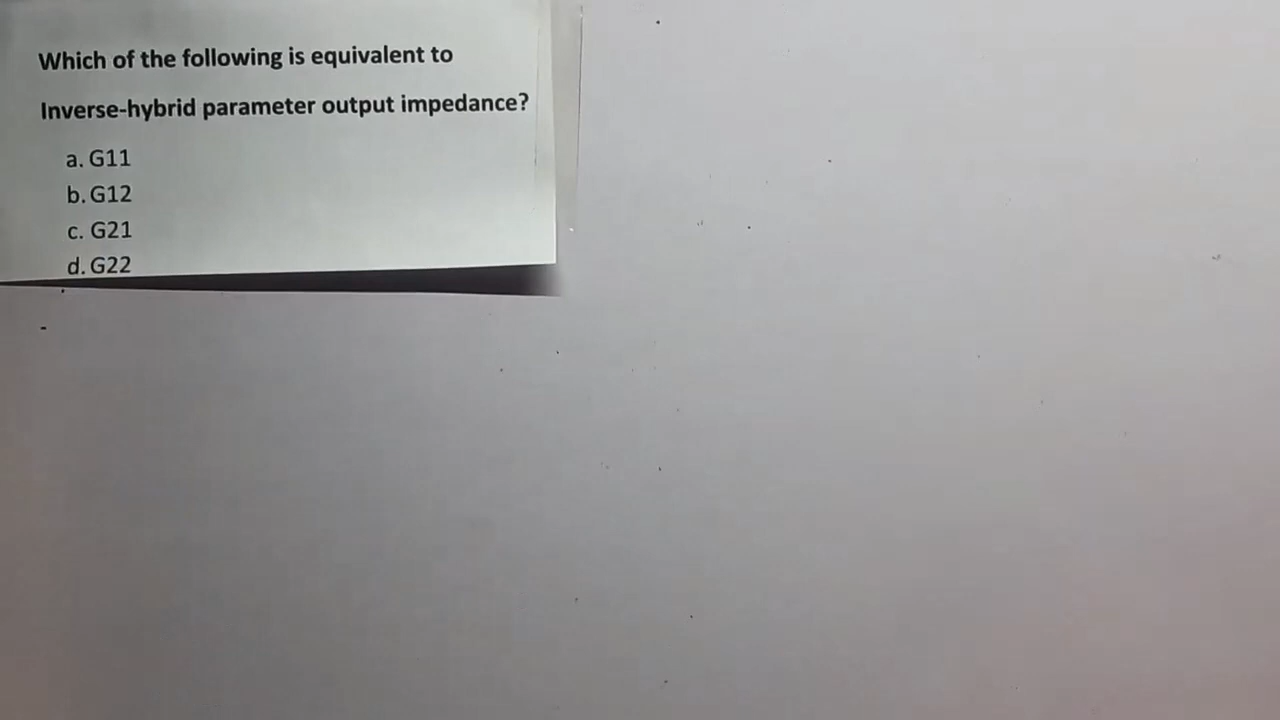 Which of the following is equivalent to
Inverse-hybrid parameter output impedance?
a. G11
b. G12
c. G21
d. G22